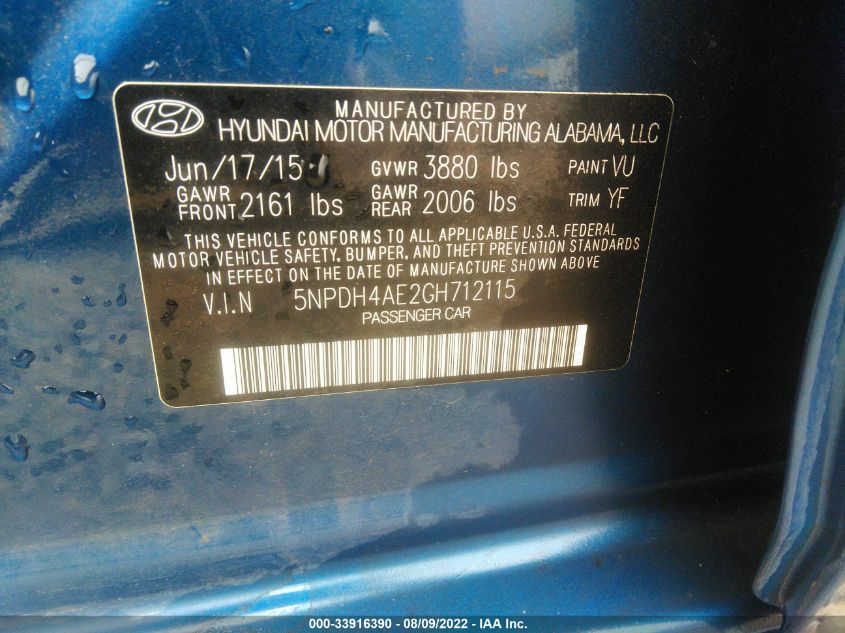 MANUFACTURED BY
HYUNDAI MOTOR MANUFACTURING ALABAMA, LLC
Jun/17/15 GVWR 3880 lbs PAINT VU
GAWR FRONT 2161 lbs GAWR REAR 2006 lbs TRIM YF
THIS VEHICLE CONFORMS TO ALL APPLICABLE U.S.A. FEDERAL
MOTOR VEHICLE SAFETY, BUMPER, AND THEFT PREVENTION STANDARDS
IN EFFECT ON THE DATE OF MANUFACTURE SHOWN ABOVE
V.I.N 5NPDH4AE2GH712115
PASSENGER CAR
000-33916390 - 08/09/2022 - IAA Inc.